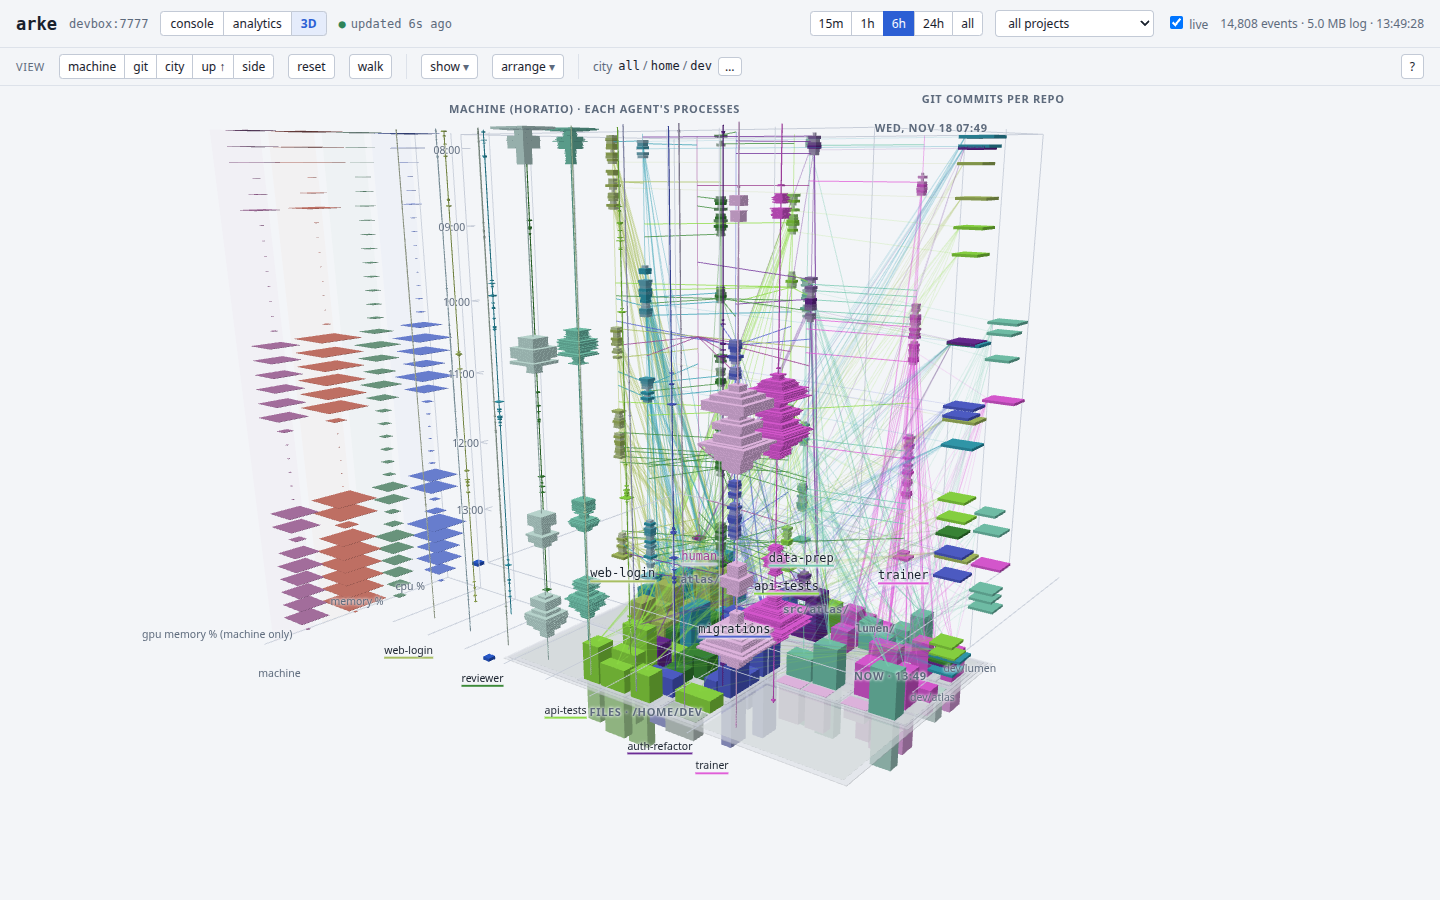 arke devbox:7777 console analytics 3D updated 6s ago 15m 1h 6h 24h all all projects live 14,808 events · 5.0 MB log · 13:49:28
VIEW machine git city up ↑ side reset walk show ▾ arrange ▾ city all / home / dev ... ?
GIT COMMITS PER REPO
MACHINE (HORATIO) · EACH AGENT'S PROCESSES
WED, NOV 18 07:49
08:00
09:00
10:00
11:00
12:00
13:00
human
data-prep
web-login
atlas/
trainer
cpu %
api-tests
memory %
src/atlas/
migrations
lumen/
gpu memory % (machine only)
web-login
dev/lumen
machine
reviewer
NOW · 13:49
dev/atlas
api-tests
FILES · /HOME/DEV
auth-refactor
trainer